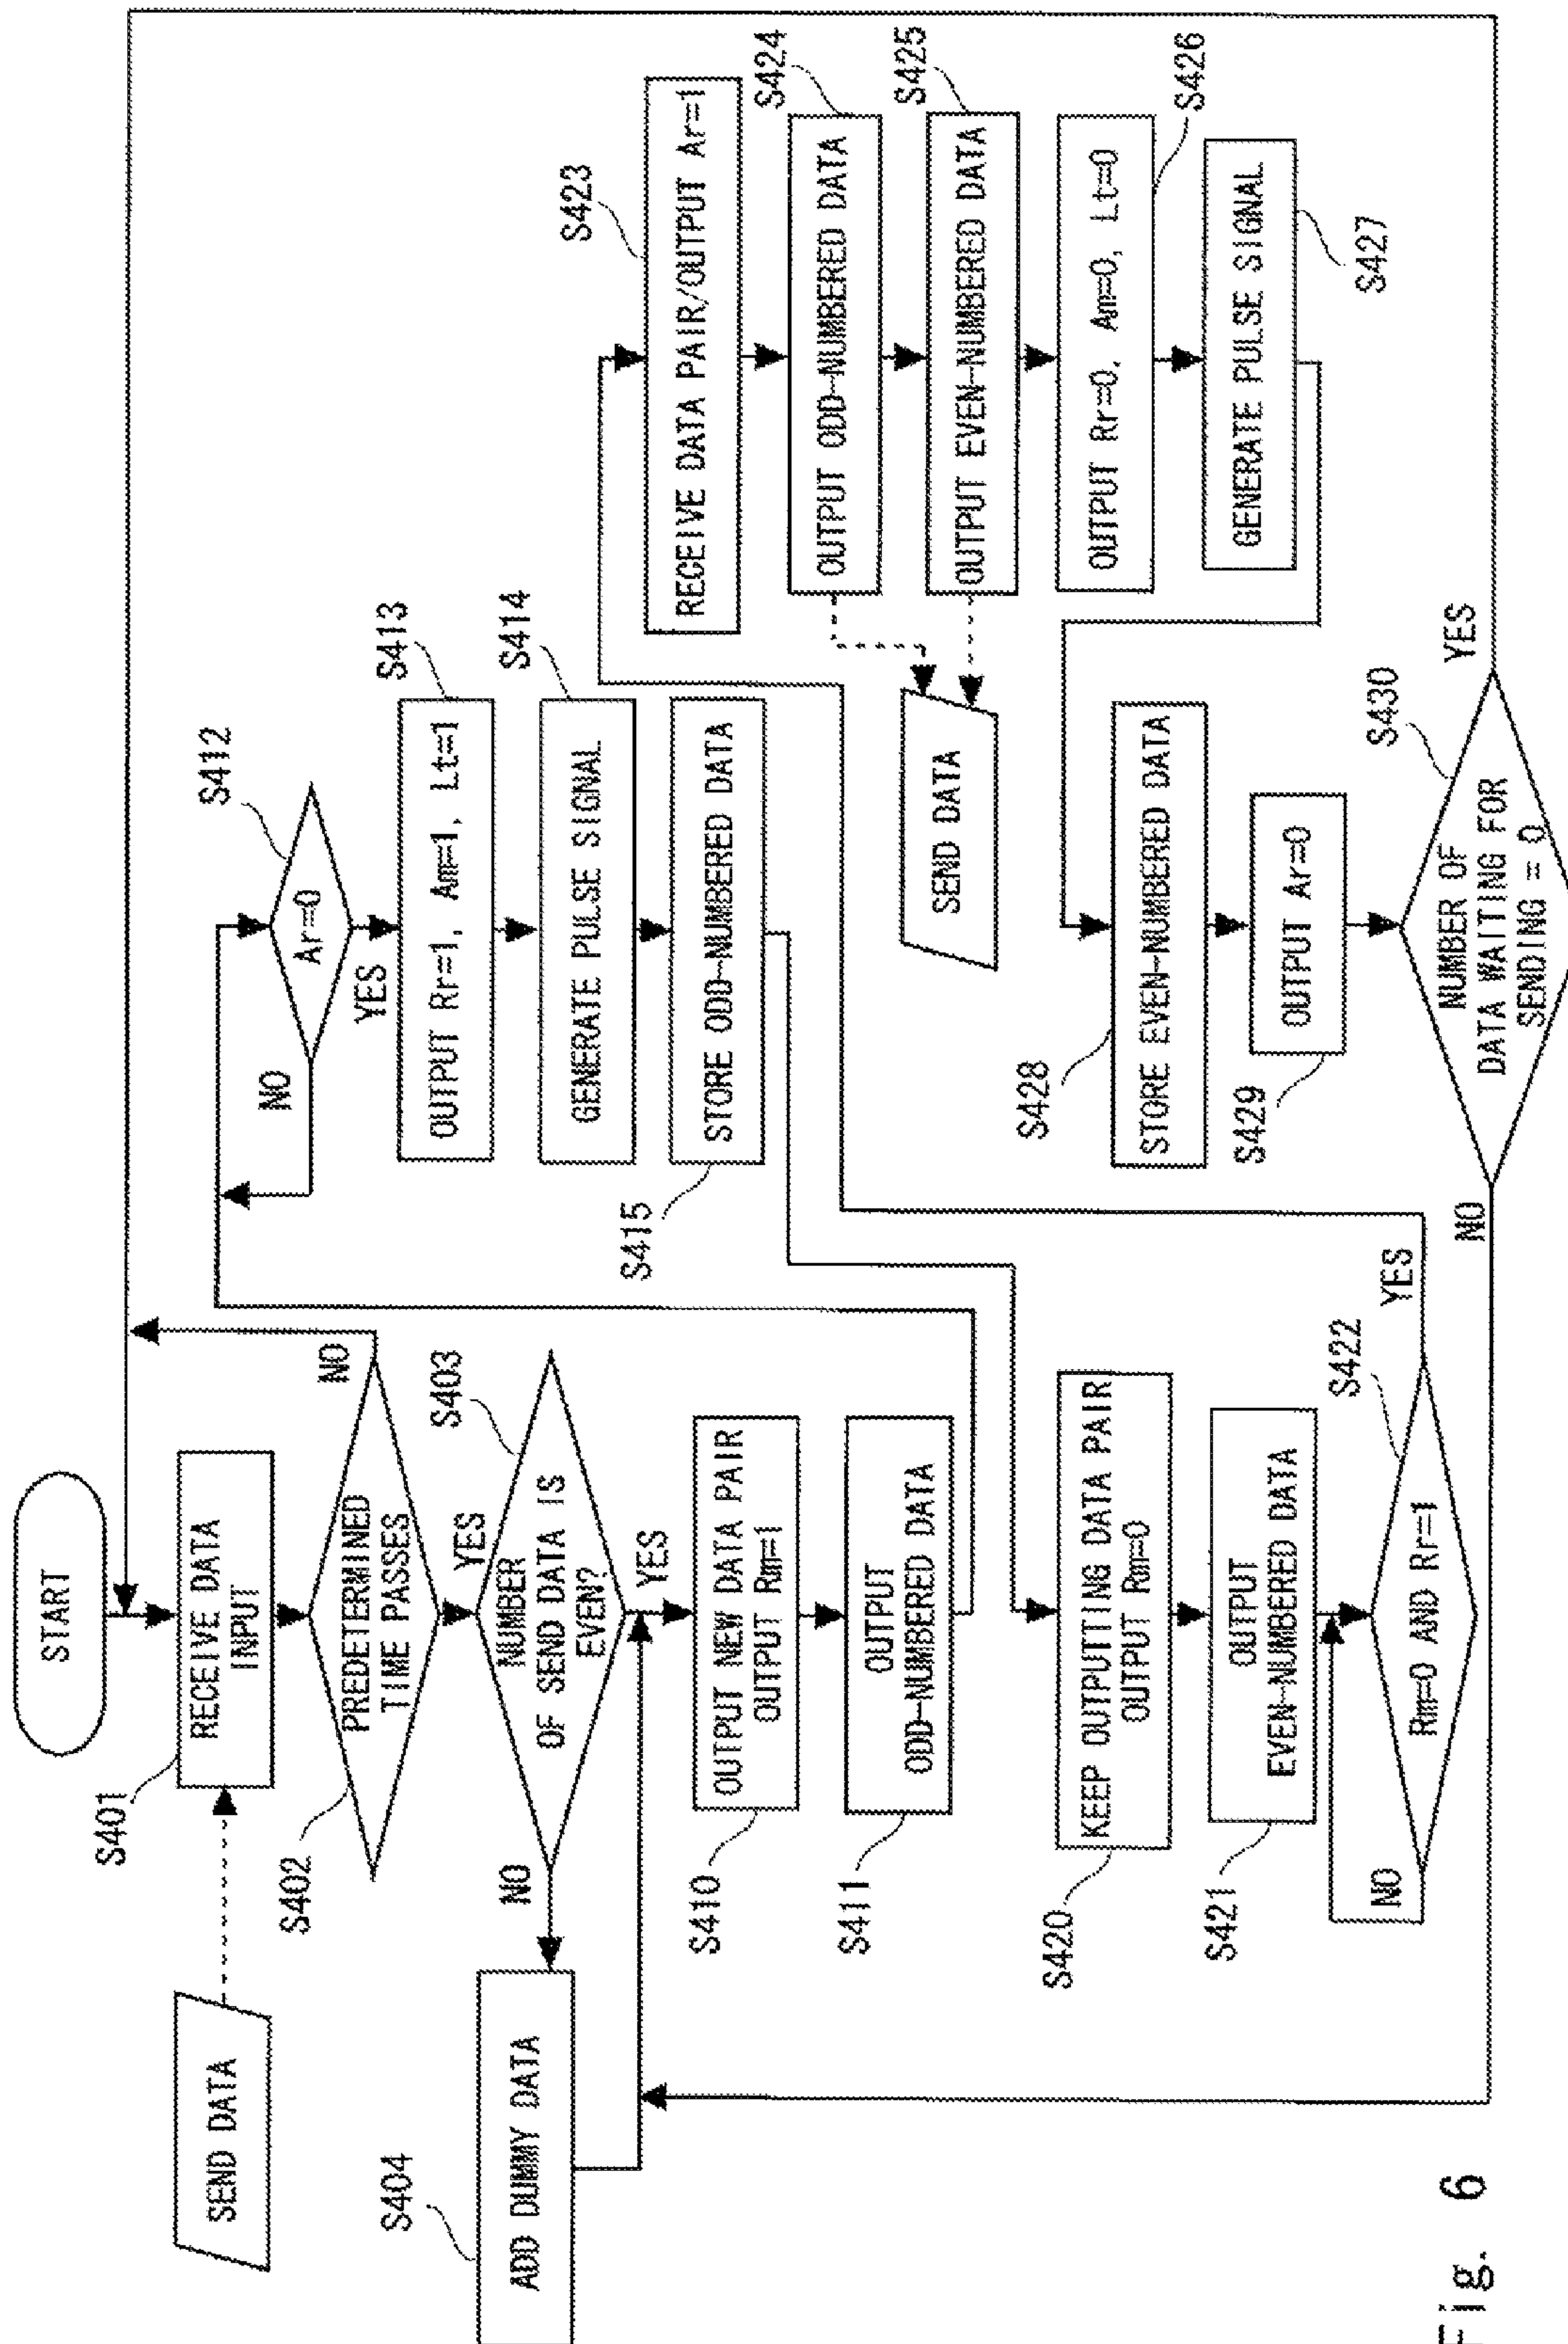 START
SEND DATA
S401
RECEIVE DATA
INPUT
S402
PREDETERMINED
TIME PASSES
NO
YES
S403
NUMBER
OF SEND DATA IS
EVEN?
NO
YES
S404
ADD DUMMY DATA
S410
OUTPUT NEW DATA PAIR
OUTPUT Rm=1
S411
OUTPUT
ODD-NUMBERED DATA
S412
Ar=0
NO
YES
S413
OUTPUT Rr=1, Am=1, Lt=1
S414
GENERATE PULSE SIGNAL
S415
STORE ODD-NUMBERED DATA
S420
KEEP OUTPUTING DATA PAIR
OUTPUT Rm=0
S421
OUTPUT
EVEN-NUMBERED DATA
S422
Rm=0 AND Rr=1
NO
YES
S423
RECEIVE DATA PAIR/OUTPUT Ar=1
S424
OUTPUT ODD-NUMBERED DATA
S425
OUTPUT EVEN-NUMBERED DATA
SEND DATA
S426
OUTPUT Rr=0, Am=0, Lt=0
S427
GENERATE PULSE SIGNAL
S428
STORE EVEN-NUMBERED DATA
S429
OUTPUT Ar=0
S430
NUMBER OF
DATA WAITING FOR
SENDING = 0
NO
YES
Fig. 6